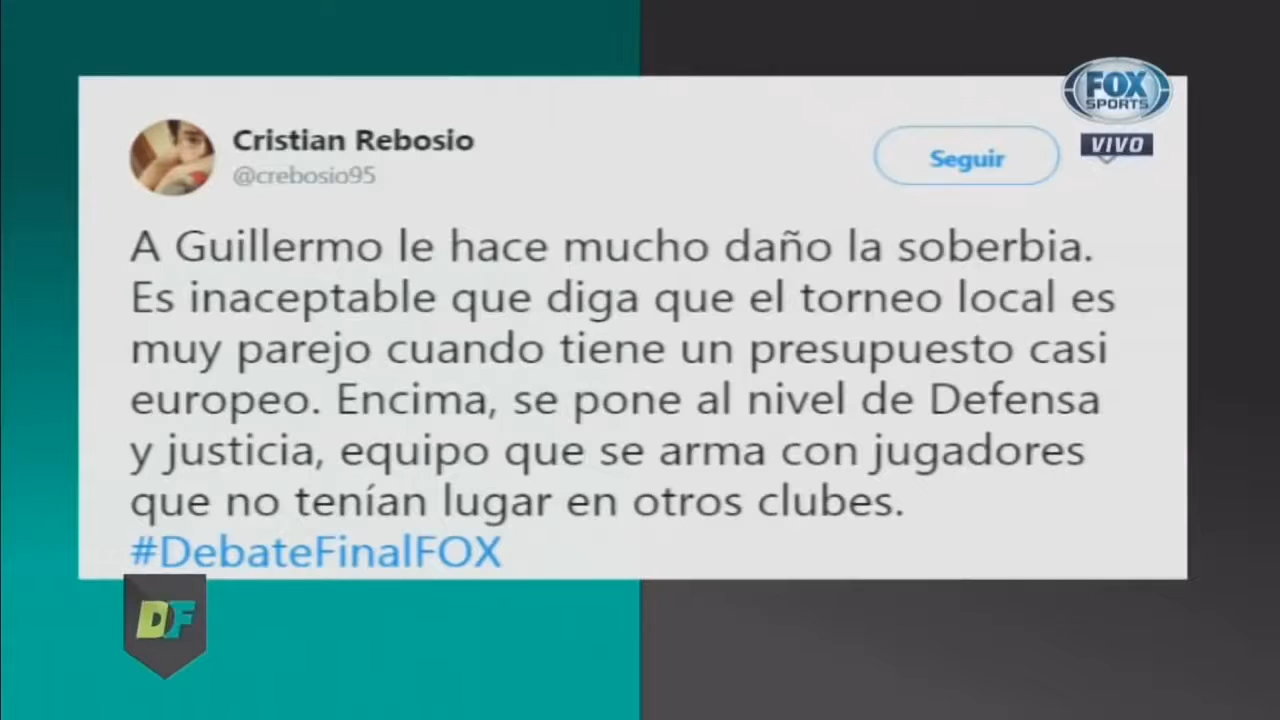 FOX
SPORTS
VIVO
Cristian Rebosio
@crebosio95
Seguir
A Guillermo le hace mucho daño la soberbia.
Es inaceptable que diga que el torneo local es
muy parejo cuando tiene un presupuesto casi
europeo. Encima, se pone al nivel de Defensa
y justicia, equipo que se arma con jugadores
que no tenían lugar en otros clubes.
#DebateFinalFOX
DF